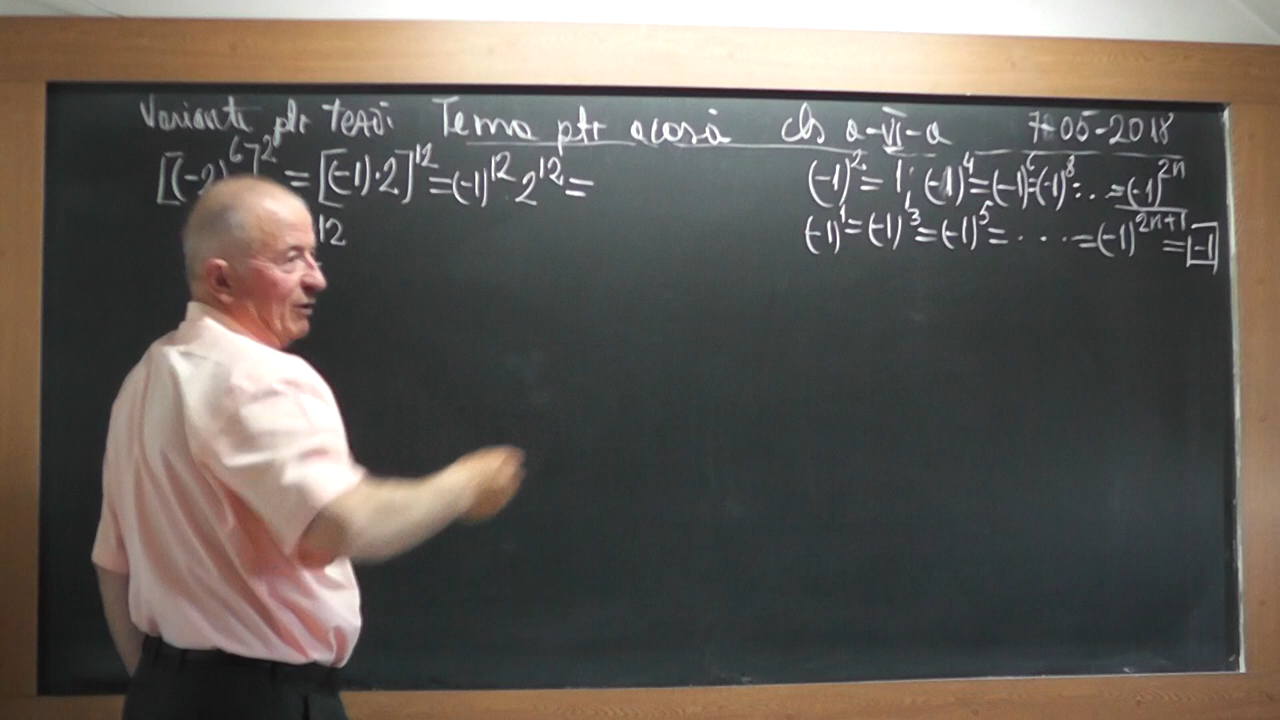 Variante ptr teză: Tema ptr acasă cls a-VI-a 7-05-2018
[(-2)^6]^2 = [(-1)·2]^12 = (-1)^12 · 2^12 =
12
(-1)^2 = 1; (-1)^4 = (-1)^6 = (-1)^8 = .. = (-1)^{2n}
(-1)^1 = (-1)^3 = (-1)^5 = ····· = (-1)^{2n+1} = -1